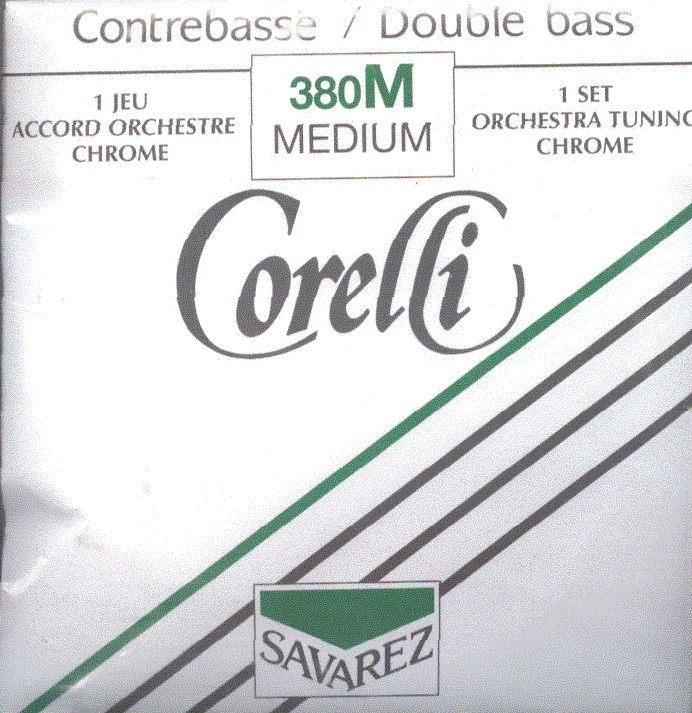 Contrebasse / Double bass
380M
MEDIUM
1 JEU
ACCORD ORCHESTRE
CHROME
1 SET
ORCHESTRA TUNING
CHROME
Corelli
SAVAREZ